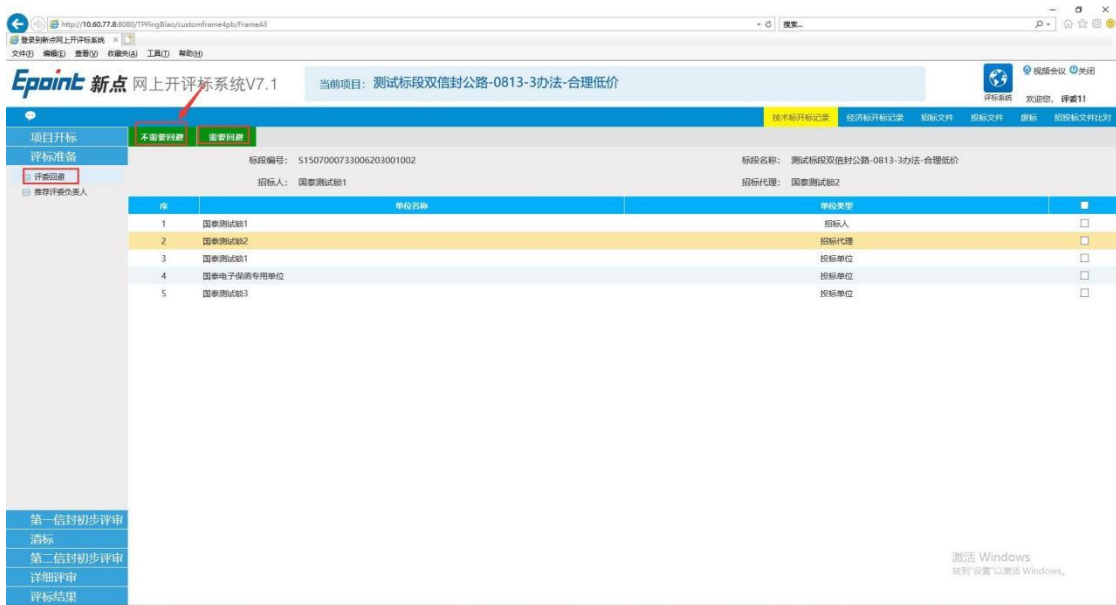 http://10.60.77.8:8080/TPPingBiao/customframe4pb/FrameAll
搜索...
登录到新点网上开评标系统
文件(F) 编辑(E) 查看(V) 收藏夹(A) 工具(T) 帮助(H)
Epoint 新点 网上开评标系统V7.1
当前项目：测试标段双信封公路-0813-3办法-合理低价
视频会议 关闭
评标系统
欢迎您，评委1!
技术标开标记录 经济标开标记录 招标文件 投标文件 废标 招投标文件比对
项目开标
不需要回避 需要回避
评标准备
标段编号： S1507000733006203001002
标段名称： 测试标段双信封公路-0813-3办法-合理低价
评委回避
招标人： 国泰测试锁1
招标代理： 国泰测试锁2
推荐评委负责人
序 单位名称 单位类型
1 国泰测试锁1 招标人
2 国泰测试锁2 招标代理
3 国泰测试锁1 投标单位
4 国泰电子保函专用单位 投标单位
5 国泰测试锁3 投标单位
第一信封初步评审
清标
第二信封初步评审
详细评审
评标结果
激活 Windows
转到"设置"以激活 Windows。